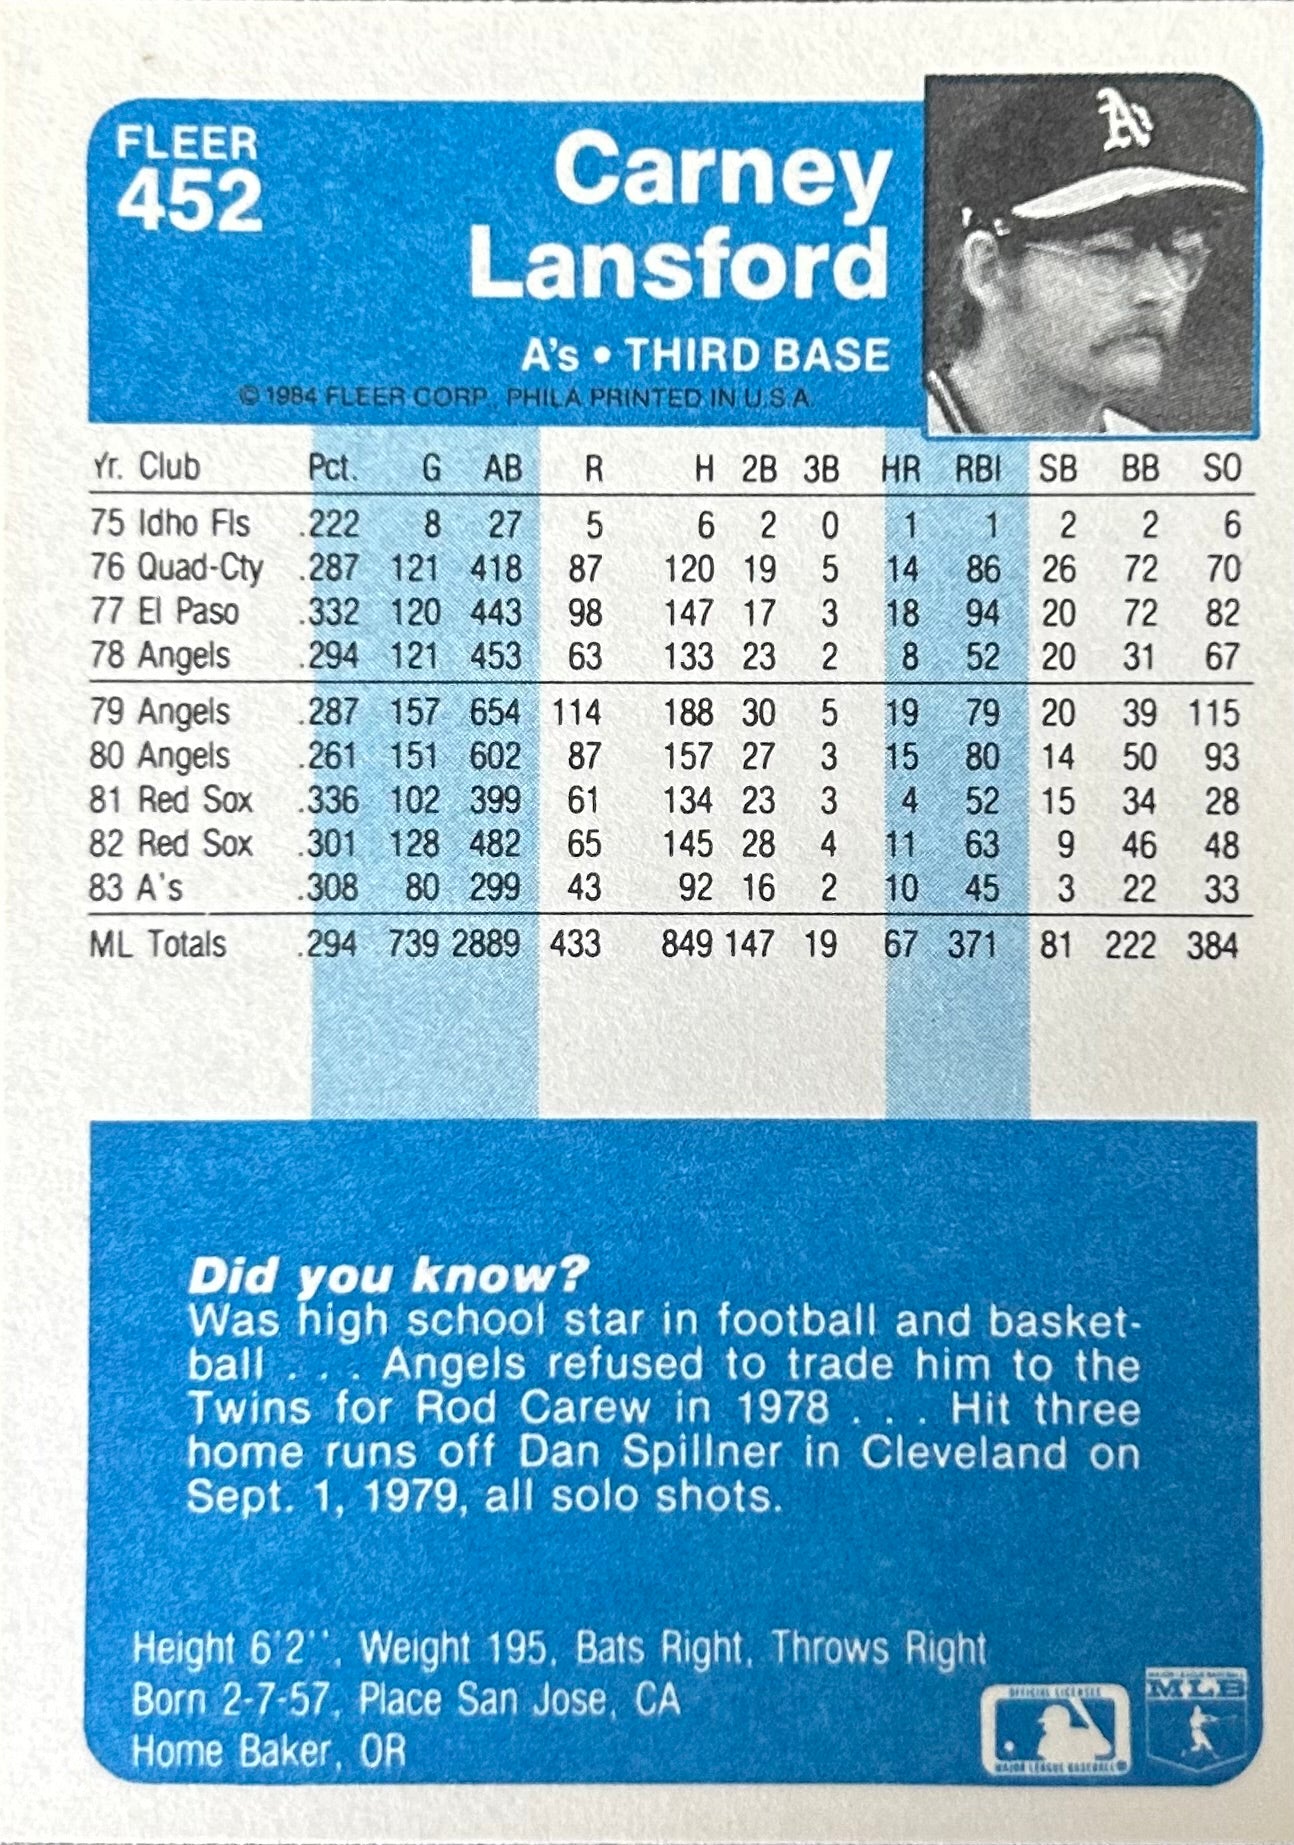 FLEER
452
Carney
Lansford
A's • THIRD BASE
© 1984 FLEER CORP., PHILA PRINTED IN U.S.A.
A's
Yr. Club Pct. G AB R H 2B 3B HR RBI SB BB SO
75 Idho Fls .222 8 27 5 6 2 0 1 1 2 2 6
76 Quad-Cty .287 121 418 87 120 19 5 14 86 26 72 70
77 El Paso .332 120 443 98 147 17 3 18 94 20 72 82
78 Angels .294 121 453 63 133 23 2 8 52 20 31 67
79 Angels .287 157 654 114 188 30 5 19 79 20 39 115
80 Angels .261 151 602 87 157 27 3 15 80 14 50 93
81 Red Sox .336 102 399 61 134 23 3 4 52 15 34 28
82 Red Sox .301 128 482 65 145 28 4 11 63 9 46 48
83 A's .308 80 299 43 92 16 2 10 45 3 22 33
ML Totals .294 739 2889 433 849 147 19 67 371 81 222 384
Did you know?
Was high school star in football and basket-
ball . . . Angels refused to trade him to the
Twins for Rod Carew in 1978 . . . Hit three
home runs off Dan Spillner in Cleveland on
Sept. 1, 1979, all solo shots.
Height 6'2'', Weight 195, Bats Right, Throws Right
Born 2-7-57, Place San Jose, CA
Home Baker, OR
OFFICIAL LICENSEE
MAJOR LEAGUE BASEBALL
MAJOR LEAGUE BASEBALL
MLB